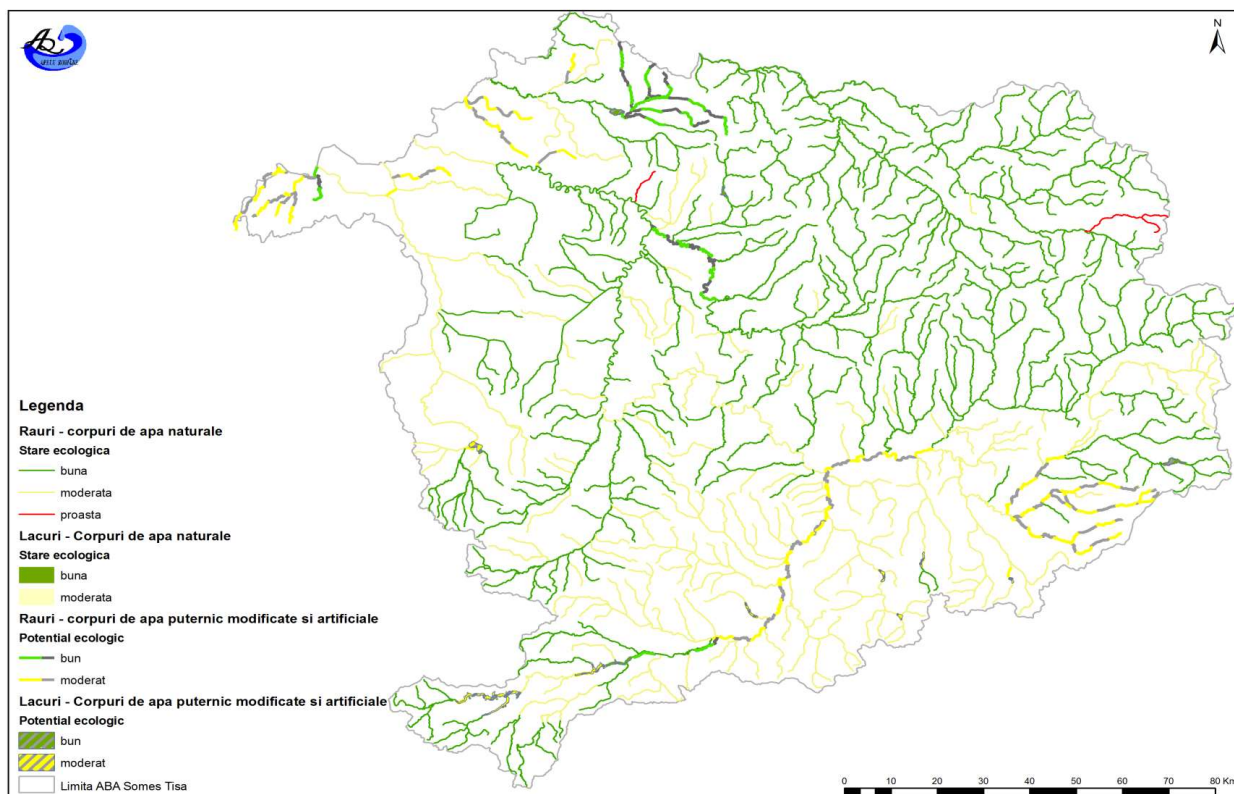 N
Legenda
Rauri - corpuri de apa naturale
Stare ecologica
buna
moderata
proasta
Lacuri - Corpuri de apa naturale
Stare ecologica
buna
moderata
Rauri - corpuri de apa puternic modificate si artificiale
Potential ecologic
bun
moderat
Lacuri - Corpuri de apa puternic modificate si artificiale
Potential ecologic
bun
moderat
Limita ABA Somes Tisa
0 10 20 30 40 50 60 70 80 Km